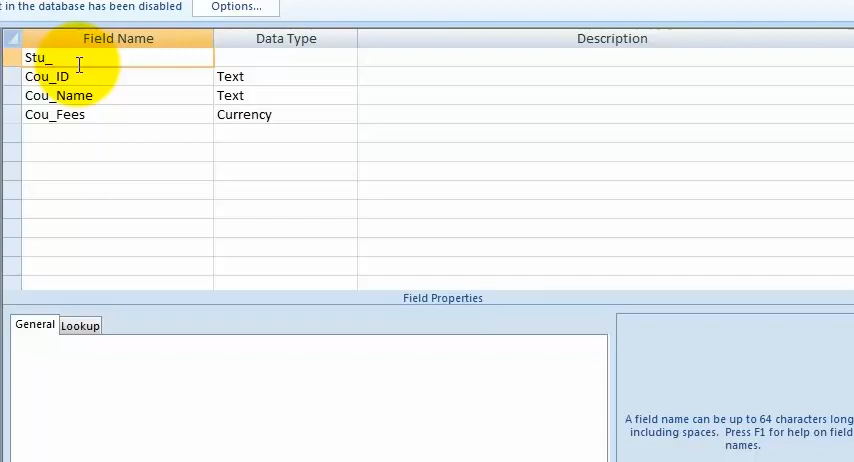 t in the database has been disabled Options...
Field Name Data Type Description
Stu_
Cou_ID Text
Cou_Name Text
Cou_Fees Currency
Field Properties
General Lookup
A field name can be up to 64 characters long
including spaces. Press F1 for help on field
names.